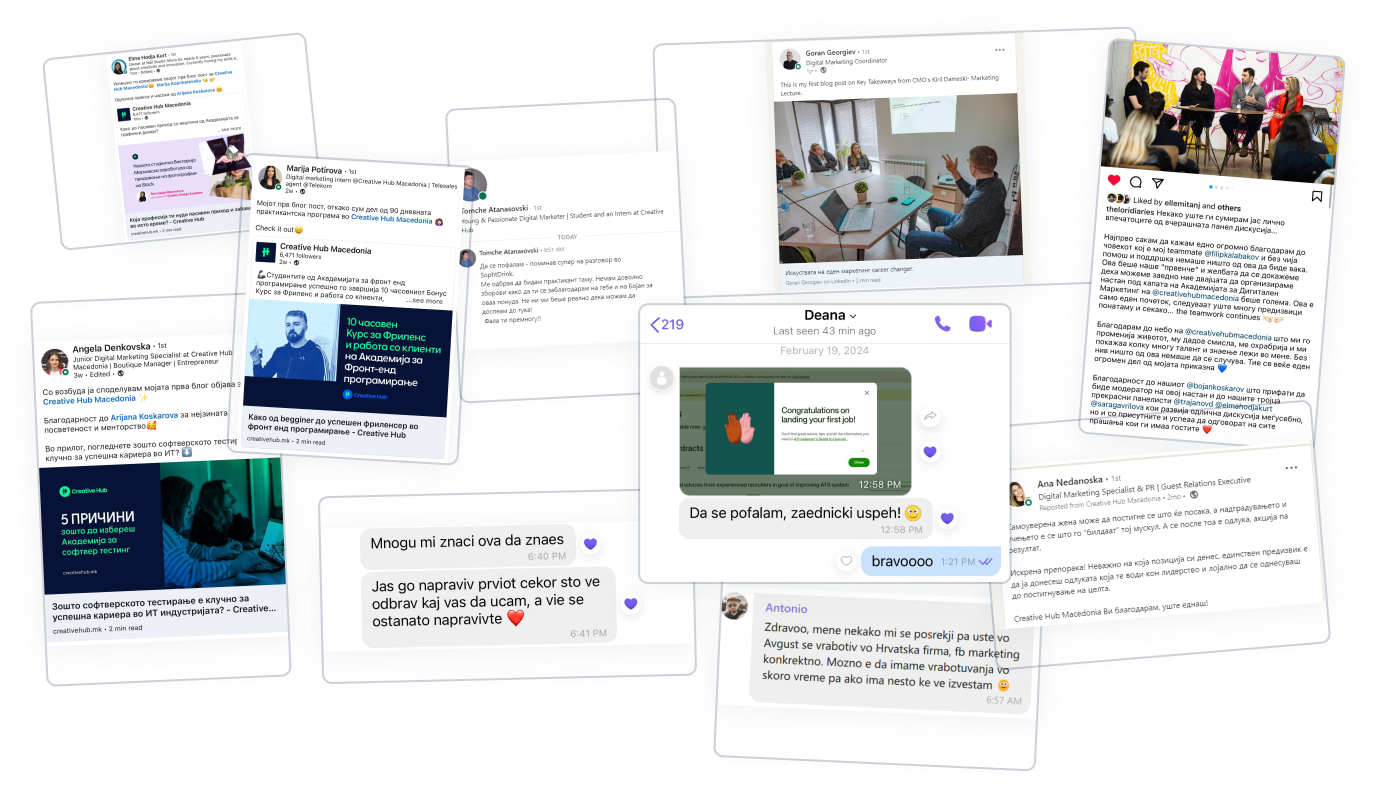 Elma Hodja Kurt · 1st
Успешно го креиравме својот прв блог пост за Creative
Hub Macedonia! Marija Kopcharevska
Одлична пракса и насока од Arijana Koskarova
Creative Hub Macedonia
6,471 followers
Како до пасивен приход со вештини од Академијата за
графички дизајн?
...see more
Која професија ти нуди пасивен приход и забава
во исто време? - Creative Hub
creativehub.mk • 2 min read
Marija Potirova · 1st
Digital marketing intern @Creative Hub Macedonia | Telesales
agent @Telekom
2w •
Мојот прв блог пост, откако сум дел од 90 дневната
практикантска програма во Creative Hub Macedonia
Check it out😄
Creative Hub Macedonia
6,471 followers
2w •
💪Студентите од Академијата за фронт енд
програмирање успешно го завршија 10 часовниот Бонус
Курс за Фриленс и работа со клиенти, ...see more
10 часовен
Курс за Фриленс
и работа со клиенти
на Академија за
Фронт-енд
програмирање
CreativeHub
Како од begginer до успешен фрилансер во
фронт енд програмирање - Creative Hub
creativehub.mk • 2 min read
Tomche Atanasovski · 1st
Young & Passionate Digital Marketer | Student and an Intern at Creative
Hub
TODAY
Tomche Atanasovski • 9:51 AM
Да се пофалам - поминав супер на разговор во
SophtDrink.
Ме одбрва да бидам практикант таму. Немам доволно
зборови како да ти се заблагодарам на тебе и на Бојан за
оваа понуда. Не ни ми беше реално дека можам да
доспеам до тука!
Фала ти премногу!!
Goran Georgiev · 1st
Digital Marketing Coordinator
1yr •
This is my first blog post on Key Takeaways from CMO's Kiril Dameski- Marketing
Lecture.
Искуствата на еден маркетинг career changer.
Goran Georgiev on LinkedIn • 2 min read
Liked by ellemitanj and others
theloridiaries Некако уште ги сумирам јас лично
впечатоците од вчерашната панел дискусија...
Најпрво сакам да кажам едно огромно благодарам до
човекот кој е мој teammate @filipkalabakov и без чија
помош и поддршка немаше ништо од ова да биде вака.
Ова беше наше "првенче" и желбата да се докажеме
дека можеме заедно ние двајцата да организираме
настан под капата на Академијата за Дигитален
Маркетинг на @creativehubmacedonia беше голема. Ова е
само еден почеток, следуваат уште многу предизвици
понатаму и секако... the teamwork continues 🤜🏻🤛🏻
Благодарам до небо на @creativehubmacedonia што ми го
променија животот, му дадоа смисла, ме охрабрија и ми
покажаа колку многу талент и знаење лежи во мене. Без
нив ништо од ова немаше да се случува. Тие се веќе еден
огромен дел од мојата приказна 💙
Благодарам до нашиот @bojankoskarov што прифати да
биде модератор на овој настан и до нашите тројца
прекрасни панелисти @trajanovd @elmahodjakurt
@saragavrilova кои развија одлична дискусија меѓусебно,
но и со присутните и успеаа да одговорат на сите
прашања кои ги имаа гостите ❤️
Angela Denkovska · 1st
Junior Digital Marketing Specialist at Creative Hub
Macedonia | Boutique Manager | Entrepreneur
3w • Edited •
Со возбуда ја споделувам мојата прва блог објава з
Creative Hub Macedonia ✨
Благодарност до Arijana Koskarova за нејзината
посветеност и менторство🥰
Во прилог, погледнете зошто софтверското тестир
клучно за успешна кариера во ИТ? ⬇️
Creative Hub
5 ПРИЧИНИ
зошто да избереш
Академија за
софтвер тестинг
creativehub.mk
Зошто софтверското тестирање е клучно за
успешна кариера во ИТ индустријата? - Creative...
creativehub.mk • 2 min read
219
Deana
Last seen 43 min ago
February 19, 2024
Congratulations on
landing your first job!
Close
12:58 PM
Da se pofalam, zaednicki uspeh! 😊
12:58 PM
bravoooo 1:21 PM
Mnogu mi znaci ova da znaes
6:40 PM
Jas go napraviv prviot cekor sto ve
odbrav kaj vas da ucam, a vie se
ostanato napravivte ❤️
6:41 PM
Antonio
Zdravoo, mene nekako mi se posrekji pa uste vo
Avgust se vrabotiv vo Hrvatska firma, fb marketing
konkrektno. Mozno e da imame vrabotuvanja vo
skoro vreme pa ako ima nesto ke ve izvestam 🙂
6:57 AM
Ana Nedanoska • 1st
Digital Marketing Specialist & PR | Guest Relations Executive
Reposted from Creative Hub Macedonia • 2mo •
Самоуверена жена може да постигне се што ќе посака, а надградувањето и
учењето е се што го "билдаат" тој мускул. А се после тоа е одлука, акција па
резултат.
Искрена препорака! Неважно на која позиција си денес, единствен предизвик е
да ја донесеш одлуката која те води кон лидерство и лојално да се однесуваш
до постигнување на целта.
Creative Hub Macedonia Ви благодарам, уште еднаш!